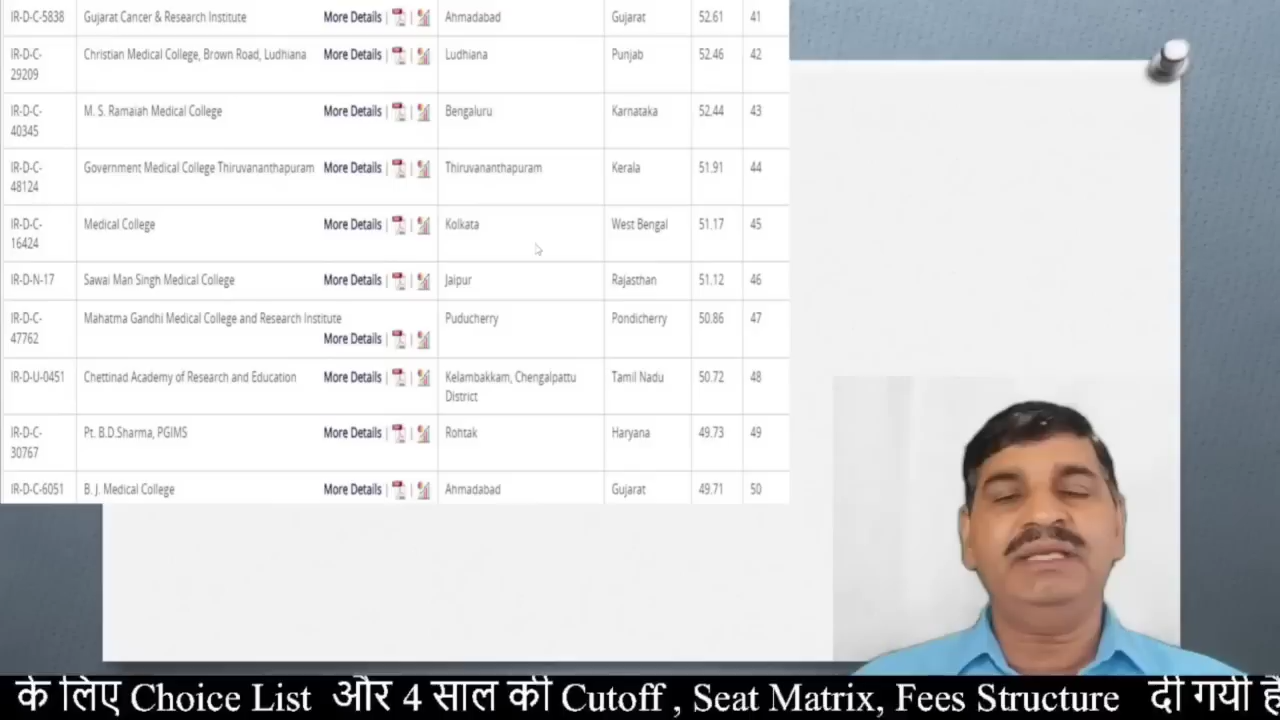 IR-D-C-5838 Gujarat Cancer & Research Institute More Details | | Ahmadabad Gujarat 52.61 41
IR-D-C- Christian Medical College, Brown Road, Ludhiana More Details | | Ludhiana Punjab 52.46 42
29209
IR-D-C- M. S. Ramaiah Medical College More Details | | Bengaluru Karnataka 52.44 43
40345
IR-D-C- Government Medical College Thiruvananthapuram More Details | | Thiruvananthapuram Kerala 51.91 44
48124
IR-D-C- Medical College More Details | | Kolkata West Bengal 51.17 45
16424
IR-D-N-17 Sawai Man Singh Medical College More Details | | Jaipur Rajasthan 51.12 46
IR-D-C- Mahatma Gandhi Medical College and Research Institute Puducherry Pondicherry 50.86 47
47762 More Details | |
IR-D-U-0451 Chettinad Academy of Research and Education More Details | | Kelambakkam, Chengalpattu Tamil Nadu 50.72 48
District
IR-D-C- Pt. B.D.Sharma, PGIMS More Details | | Rohtak Haryana 49.73 49
30767
IR-D-C-6051 B. J. Medical College More Details | | Ahmadabad Gujarat 49.71 50
के लिए Choice List और 4 साल की Cutoff , Seat Matrix, Fees Structure दी गयी है